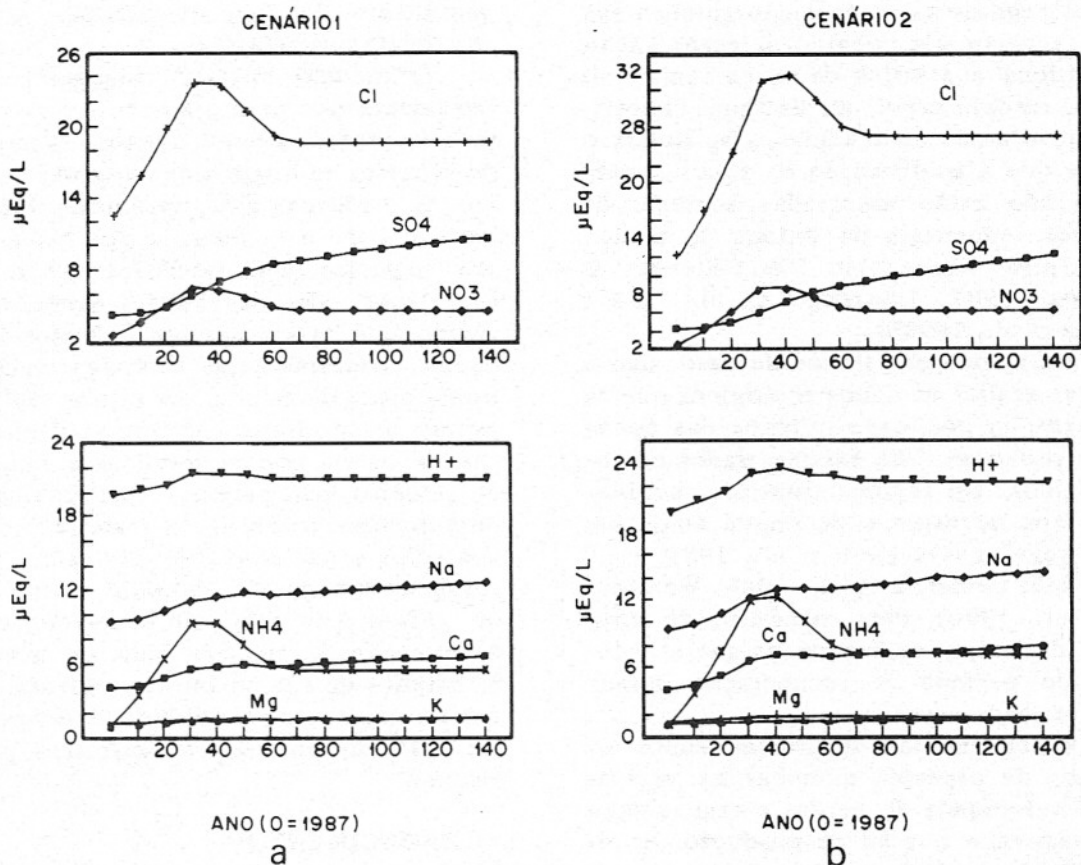 CENÁRIO1
26
20
14
8
2
µEq/L
Cl
SO4
NO3
20 40 60 80 100 120 140
CENÁRIO2
32
28
20
14
8
2
µEq/L
Cl
SO4
NO3
20 40 60 80 100 120 140
24
18
12
6
0
µEq/L
H+
Na
NH4
Ca
Mg
K
20 40 60 80 100 120 140
ANO (0=1987)
a
24
18
12
6
0
µEq/L
H+
Na
Ca
NH4
Mg
K
20 40 60 80 100 120 140
ANO (0=1987)
b